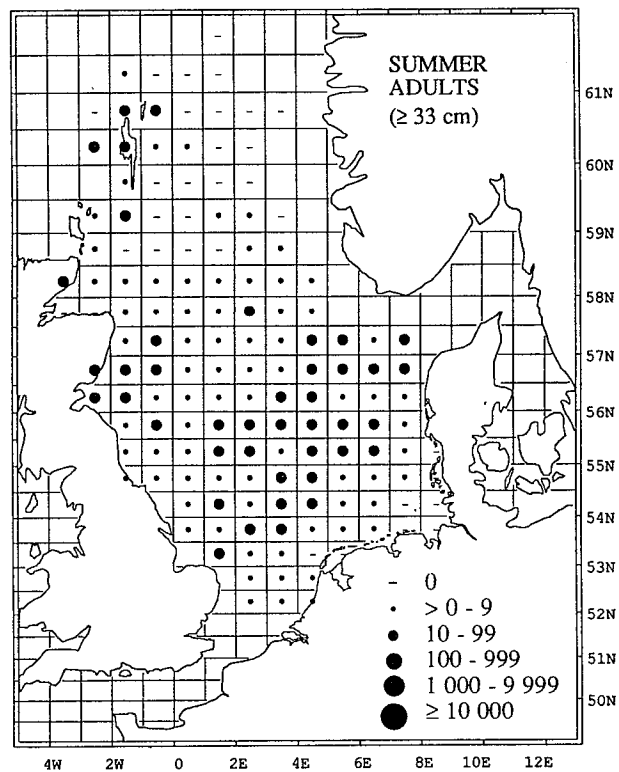 SUMMER
ADULTS
(≥ 33 cm)
61N
60N
59N
58N
57N
56N
55N
54N
53N
52N
51N
50N
- 0
> 0 - 9
10 - 99
100 - 999
1 000 - 9 999
≥ 10 000
4W 2W 0 2E 4E 6E 8E 10E 12E